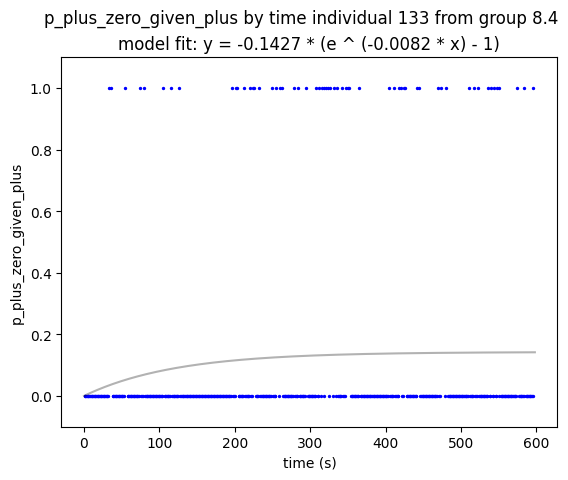 p_plus_zero_given_plus by time individual 133 from group 8.4
model fit: y = -0.1427 * (e ^ (-0.0082 * x) - 1)
1.0
0.8
0.6
0.4
0.2
0.0
p_plus_zero_given_plus
0 100 200 300 400 500 600
time (s)